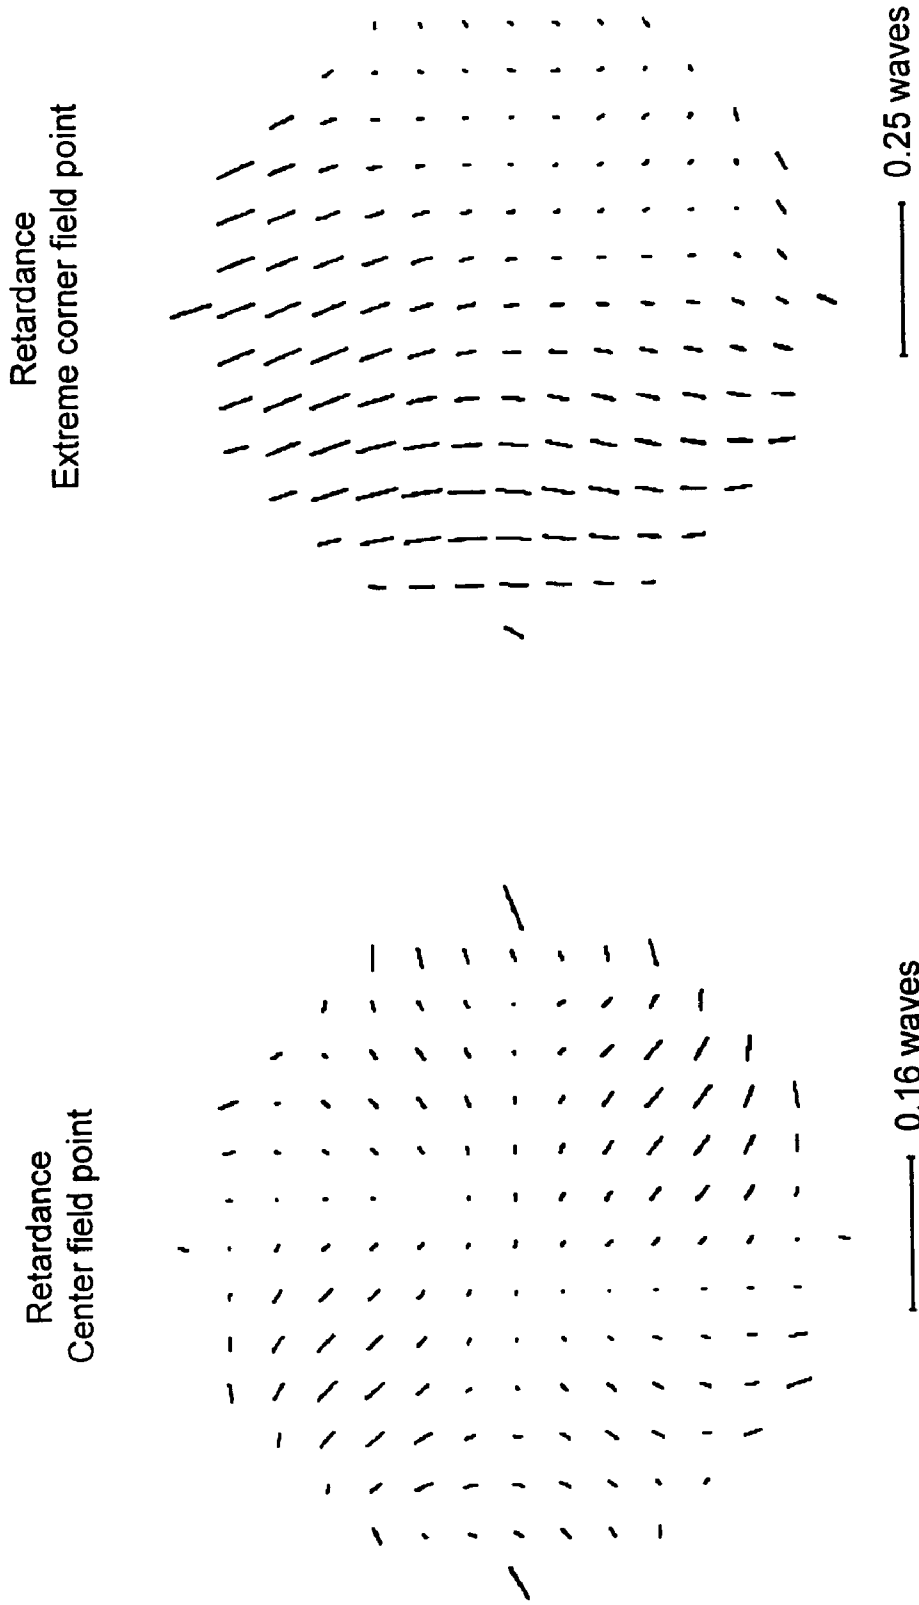 Retardance
Center field point
0.16 waves
Retardance
Extreme corner field point
0.25 waves